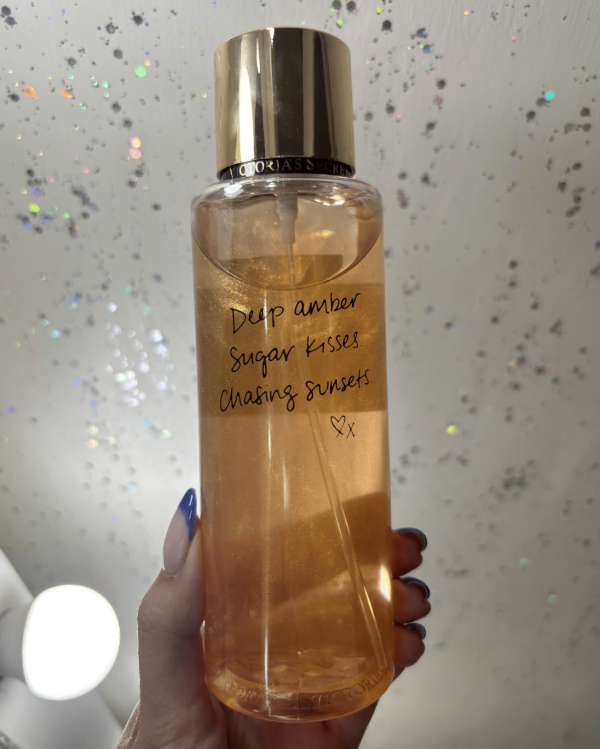 VICTORIA'S SECRET
Deep amber.
Sugar kisses.
Chasing sunsets.
x